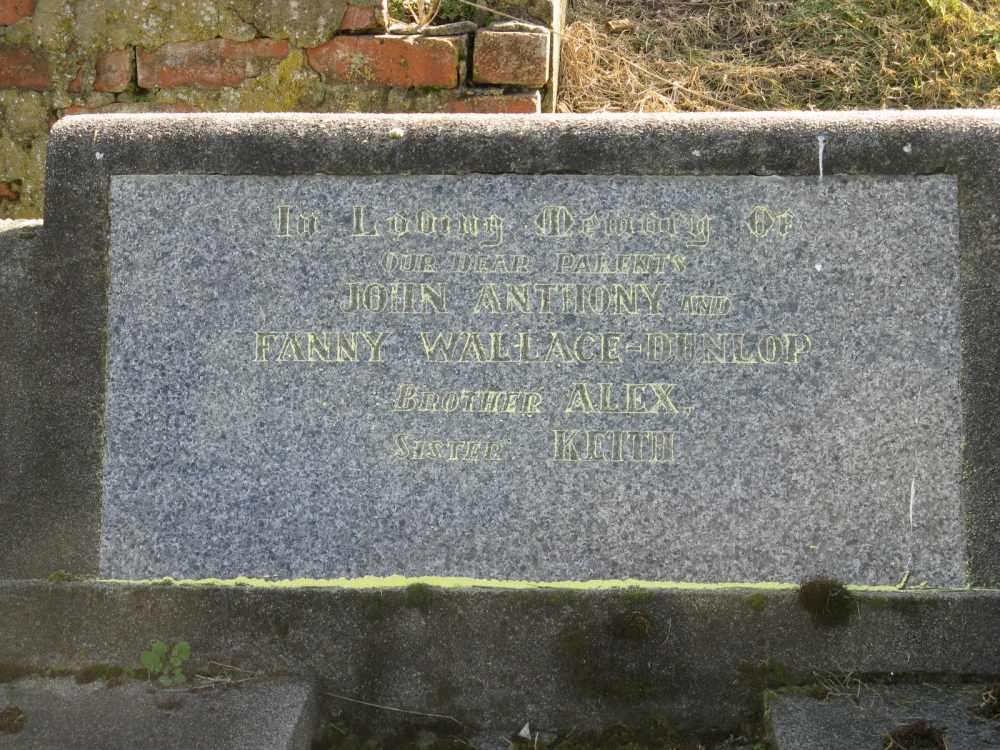 In Loving Memory Of
OUR DEAR PARENTS
JOHN ANTHONY AND
FANNY WALLACE-DUNLOP
BROTHER ALEX,
SISTER KEITH